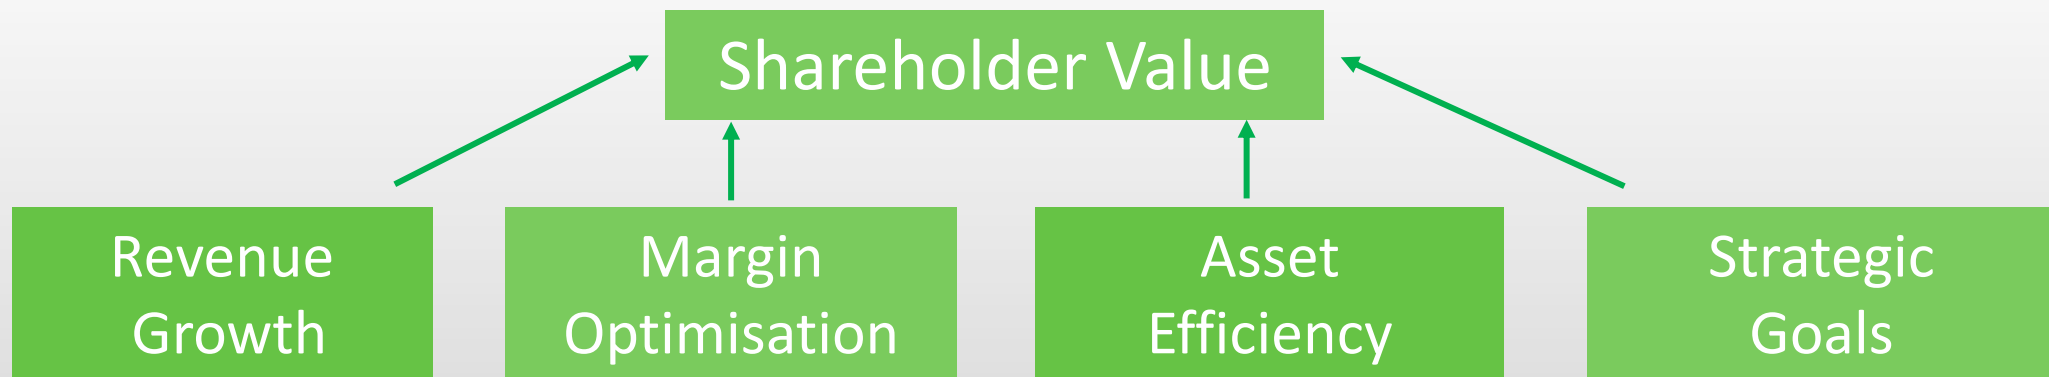 Shareholder Value
Revenue
Growth
Margin
Optimisation
Asset
Efficiency
Strategic
Goals